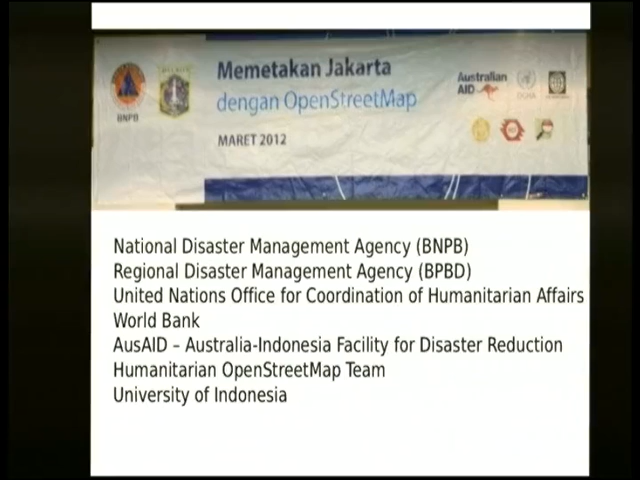 Memetakan Jakarta
dengan OpenStreetMap
MARET 2012
BNPB
Australian
AID
OCHA
National Disaster Management Agency (BNPB)
Regional Disaster Management Agency (BPBD)
United Nations Office for Coordination of Humanitarian Affairs
World Bank
AusAID – Australia-Indonesia Facility for Disaster Reduction
Humanitarian OpenStreetMap Team
University of Indonesia